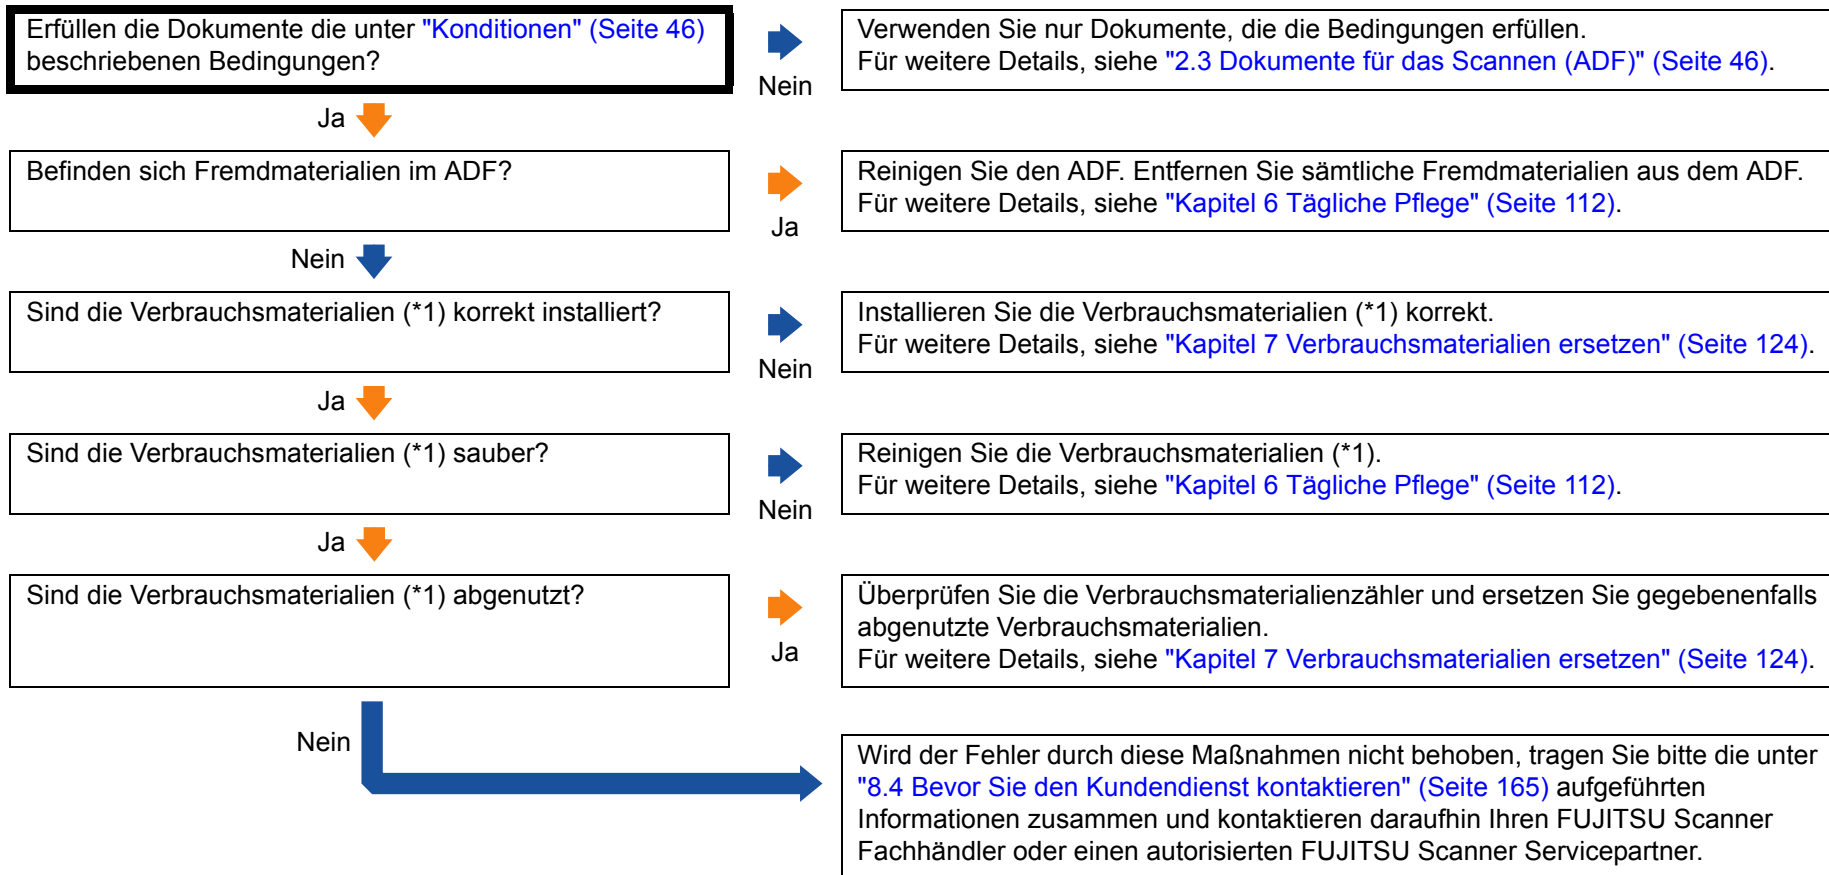 Erfüllen die Dokumente die unter "Konditionen" (Seite 46)
beschriebenen Bedingungen?
Nein
Verwenden Sie nur Dokumente, die die Bedingungen erfüllen.
Für weitere Details, siehe "2.3 Dokumente für das Scannen (ADF)" (Seite 46).
Ja
Befinden sich Fremdmaterialien im ADF?
Ja
Reinigen Sie den ADF. Entfernen Sie sämtliche Fremdmaterialien aus dem ADF.
Für weitere Details, siehe "Kapitel 6 Tägliche Pflege" (Seite 112).
Nein
Sind die Verbrauchsmaterialien (*1) korrekt installiert?
Nein
Installieren Sie die Verbrauchsmaterialien (*1) korrekt.
Für weitere Details, siehe "Kapitel 7 Verbrauchsmaterialien ersetzen" (Seite 124).
Ja
Sind die Verbrauchsmaterialien (*1) sauber?
Nein
Reinigen Sie die Verbrauchsmaterialien (*1).
Für weitere Details, siehe "Kapitel 6 Tägliche Pflege" (Seite 112).
Ja
Sind die Verbrauchsmaterialien (*1) abgenutzt?
Ja
Überprüfen Sie die Verbrauchsmaterialienzähler und ersetzen Sie gegebenenfalls
abgenutzte Verbrauchsmaterialien.
Für weitere Details, siehe "Kapitel 7 Verbrauchsmaterialien ersetzen" (Seite 124).
Nein
Wird der Fehler durch diese Maßnahmen nicht behoben, tragen Sie bitte die unter
"8.4 Bevor Sie den Kundendienst kontaktieren" (Seite 165) aufgeführten
Informationen zusammen und kontaktieren daraufhin Ihren FUJITSU Scanner
Fachhändler oder einen autorisierten FUJITSU Scanner Servicepartner.